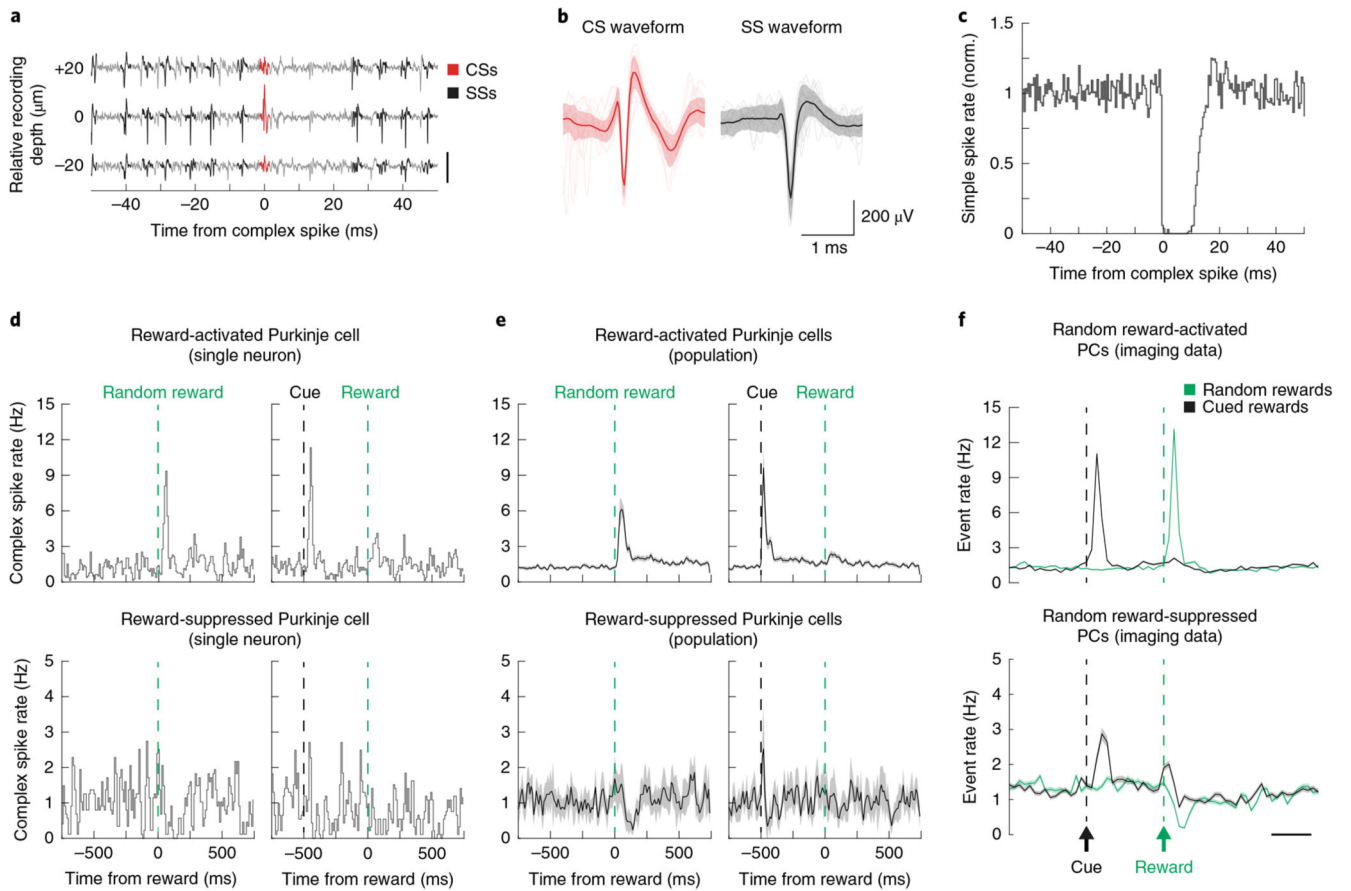 a
Relative recording
depth (μm)
+20
0
−20
CSs
SSs
−40
−20
0
20
40
Time from complex spike (ms)
b
CS waveform
SS waveform
200 μV
1 ms
c
Simple spike rate (norm.)
1
0.5
1
0
−40
−20
0
20
40
Time from complex spike (ms)
d
Reward-activated Purkinje cell
(single neuron)
Random reward
Cue
Reward
Complex spike rate (Hz)
15
12
9
6
3
0
Reward-suppressed Purkinje cell
(single neuron)
Complex spike rate (Hz)
5
4
3
2
1
0
−500
0
500
−500
0
500
Time from reward (ms)
Time from reward (ms)
e
Reward-activated Purkinje cells
(population)
Random reward
Cue
Reward
15
12
9
6
3
0
Reward-suppressed Purkinje cells
(population)
5
4
3
2
1
0
−500
0
500
−500
0
500
Time from reward (ms)
Time from reward (ms)
f
Random reward-activated
PCs (imaging data)
Random rewards
Cued rewards
Event rate (Hz)
15
12
9
6
3
0
Random reward-suppressed
PCs (imaging data)
Event rate (Hz)
5
4
3
2
1
0
Cue
Reward